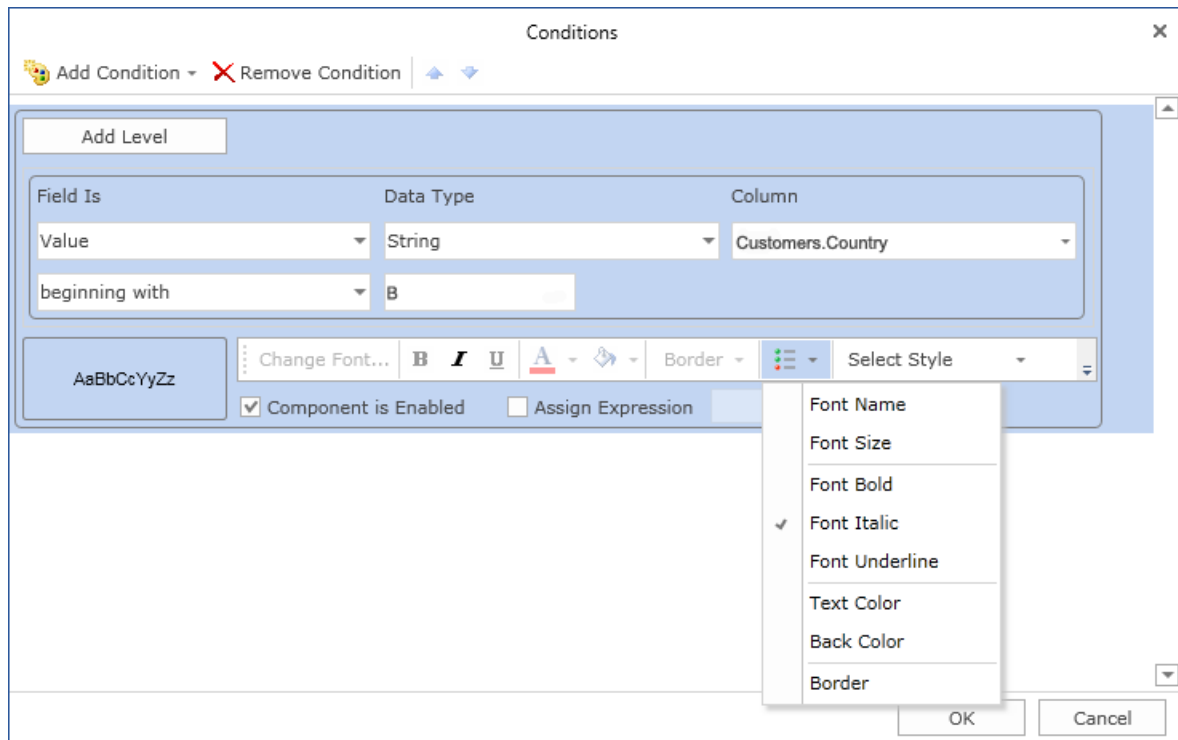 Conditions
Add Condition Remove Condition
Add Level
Field Is Data Type Column
Value String Customers.Country
beginning with B
AaBbCcYyZz
Change Font... B I U A Border Select Style
Component is Enabled Assign Expression
Font Name
Font Size
Font Bold
Font Italic
Font Underline
Text Color
Back Color
Border
OK Cancel